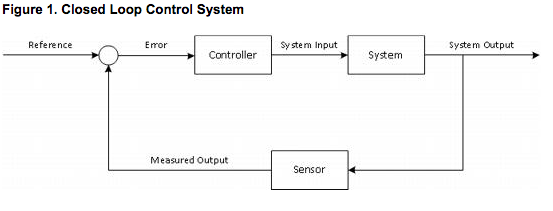 Figure 1. Closed Loop Control System
Reference
Error
Controller
System Input
System
System Output
Measured Output
Sensor